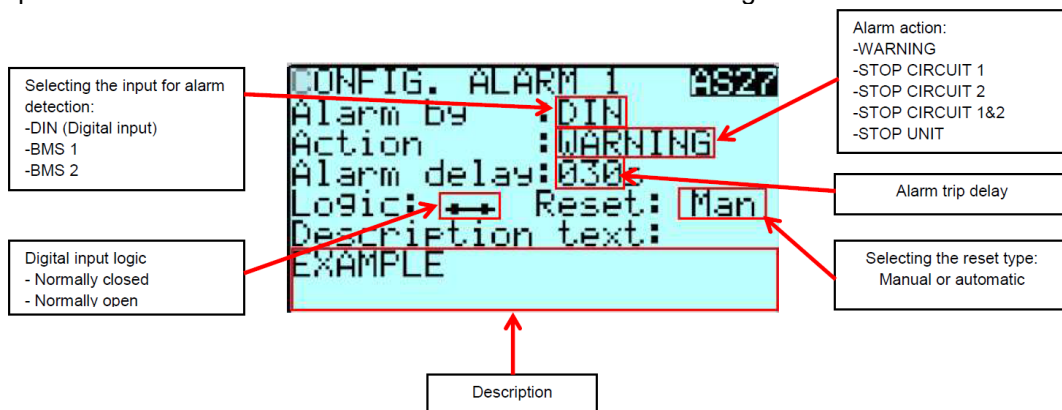 Alarm action:
-WARNING
-STOP CIRCUIT 1
-STOP CIRCUIT 2
-STOP CIRCUIT 1&2
-STOP UNIT
Selecting the input for alarm
detection:
-DIN (Digital input)
-BMS 1
-BMS 2
CONFIG. ALARM 1 AS27
Alarm by :DIN
Action :WARNING
Alarm delay:030s
Logic: Reset: Man
Description text:
EXAMPLE
Alarm trip delay
Digital input logic
- Normally closed
- Normally open
Selecting the reset type:
Manual or automatic
Description